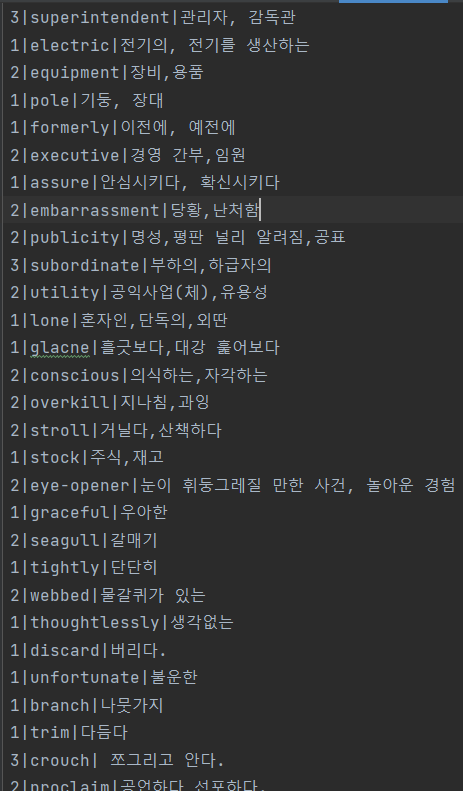 3|superintendent|관리자, 감독관
1|electric|전기의, 전기를 생산하는
2|equipment|장비,용품
1|pole|기둥, 장대
1|formerly|이전에, 예전에
2|executive|경영 간부,임원
1|assure|안심시키다, 확신시키다
2|embarrassment|당황,난처함
2|publicity|명성,평판 널리 알려짐,공표
3|subordinate|부하의,하급자의
2|utility|공익사업(체),유용성
1|lone|혼자인,단독의,외딴
1|glacne|흘긋보다,대강 훑어보다
2|conscious|의식하는,자각하는
2|overkill|지나침,과잉
2|stroll|거닐다,산책하다
1|stock|주식,재고
2|eye-opener|눈이 휘둥그레질 만한 사건, 놀아운 경험
1|graceful|우아한
2|seagull|갈매기
1|tightly|단단히
2|webbed|물갈퀴가 있는
1|thoughtlessly|생각없는
1|discard|버리다.
1|unfortunate|불운한
1|branch|나뭇가지
1|trim|다듬다
3|crouch| 쪼그리고 안다.
2|proclaim|공언하다 선포하다.